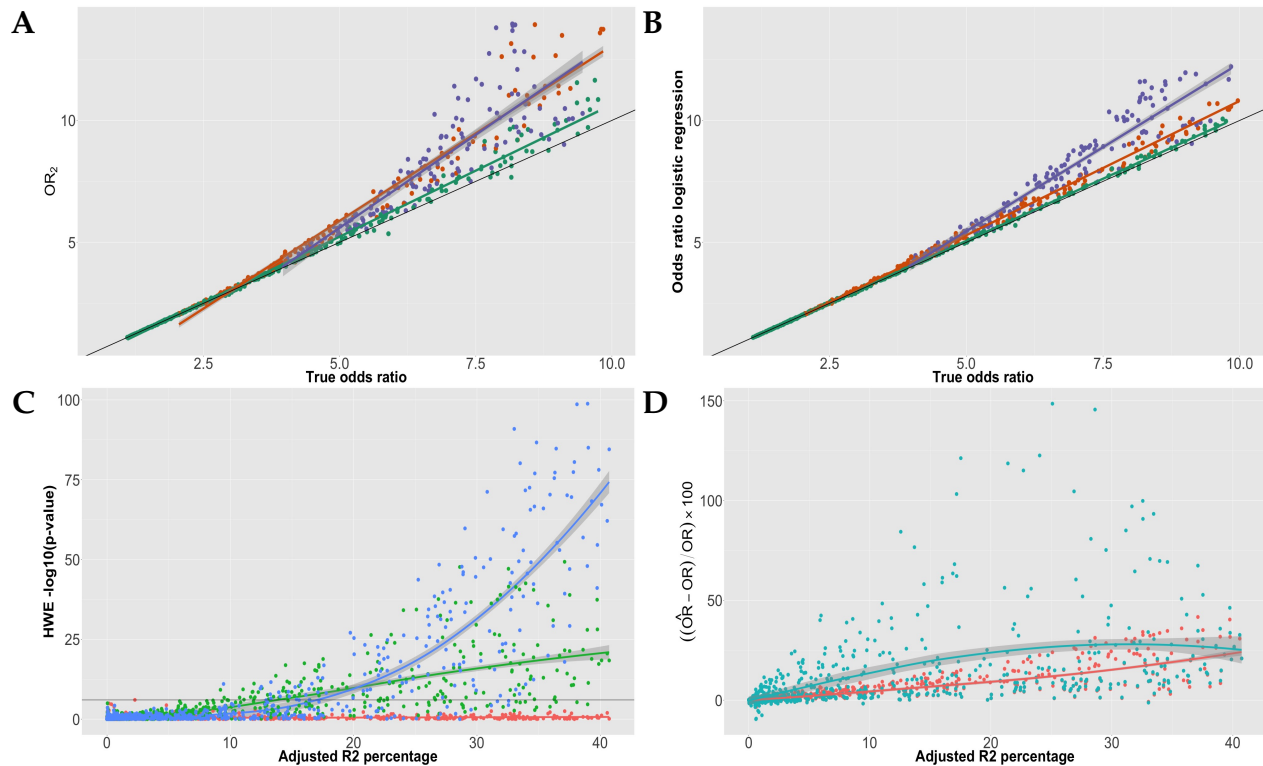 A
OR2
10
5
2.5 5.0 7.5 10.0
True odds ratio
B
Odds ratio logistic regression
10
5
2.5 5.0 7.5 10.0
True odds ratio
C
HWE -log10(p-value)
100
75
50
25
0
0 10 20 30 40
Adjusted R2 percentage
D
((ÔR − OR) / OR) × 100
150
100
50
0
0 10 20 30 40
Adjusted R2 percentage